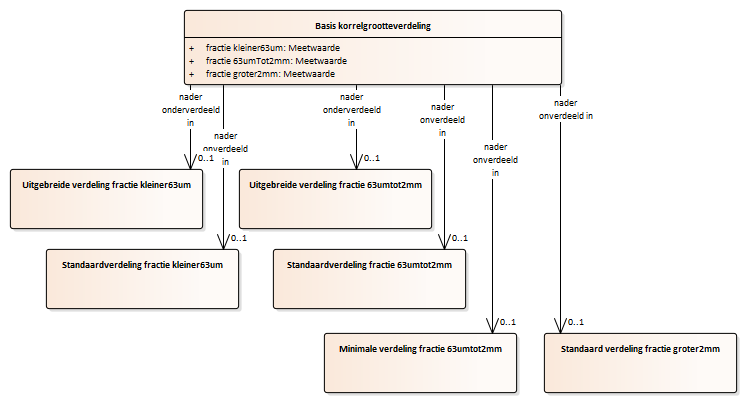 Basis korrelgrootteverdeling
+ fractie kleiner63um: Meetwaarde
+ fractie 63umTot2mm: Meetwaarde
+ fractie groter2mm: Meetwaarde
nader
onderverdeeld
in
0..1
nader
onverdeeld
in
0..1
nader
onderverdeeld
in
0..1
nader
onverdeeld
in
0..1
nader
onverdeeld
in
0..1
nader
onverdeeld in
0..1
Uitgebreide verdeling fractie kleiner63um
Uitgebreide verdeling fractie 63umtot2mm
Standaardverdeling fractie kleiner63um
Standaardverdeling fractie 63umtot2mm
Minimale verdeling fractie 63umtot2mm
Standaard verdeling fractie groter2mm